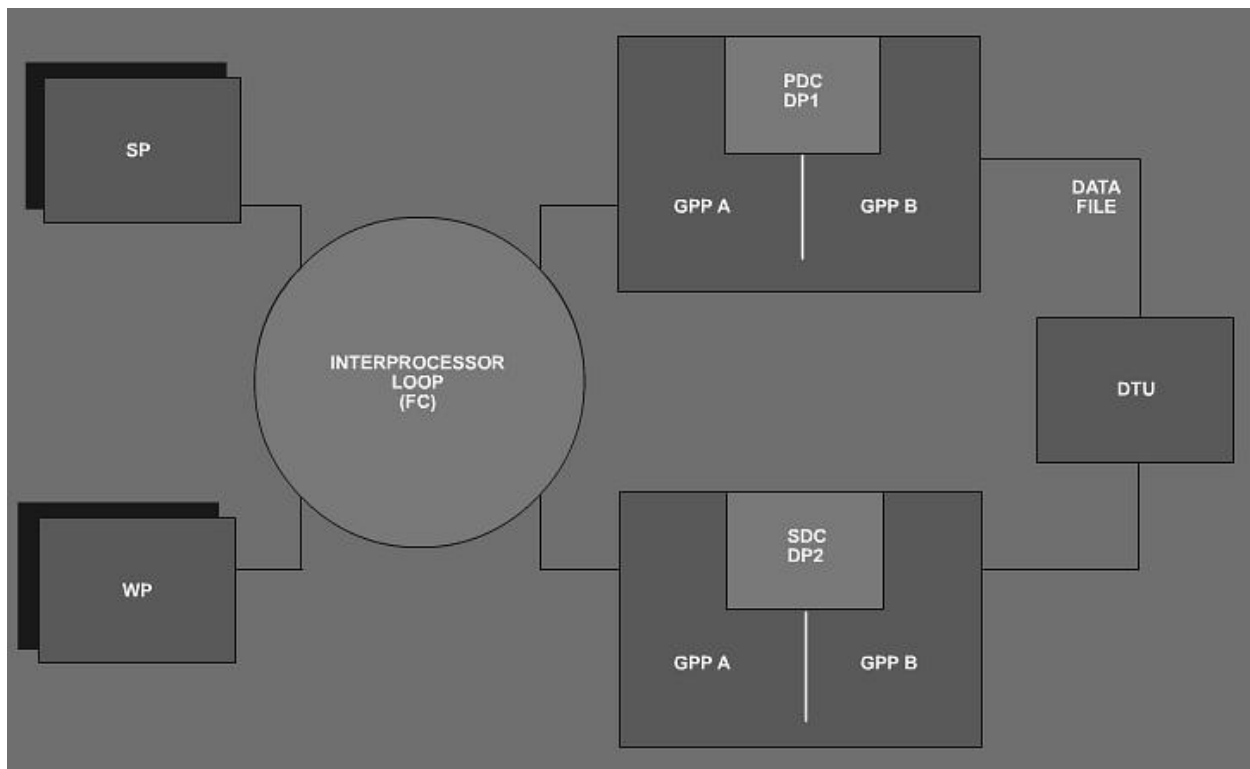 SP
PDC
DP1
GPP A
GPP B
DATA
FILE
INTERPROCESSOR
LOOP
(FC)
DTU
WP
SDC
DP2
GPP A
GPP B